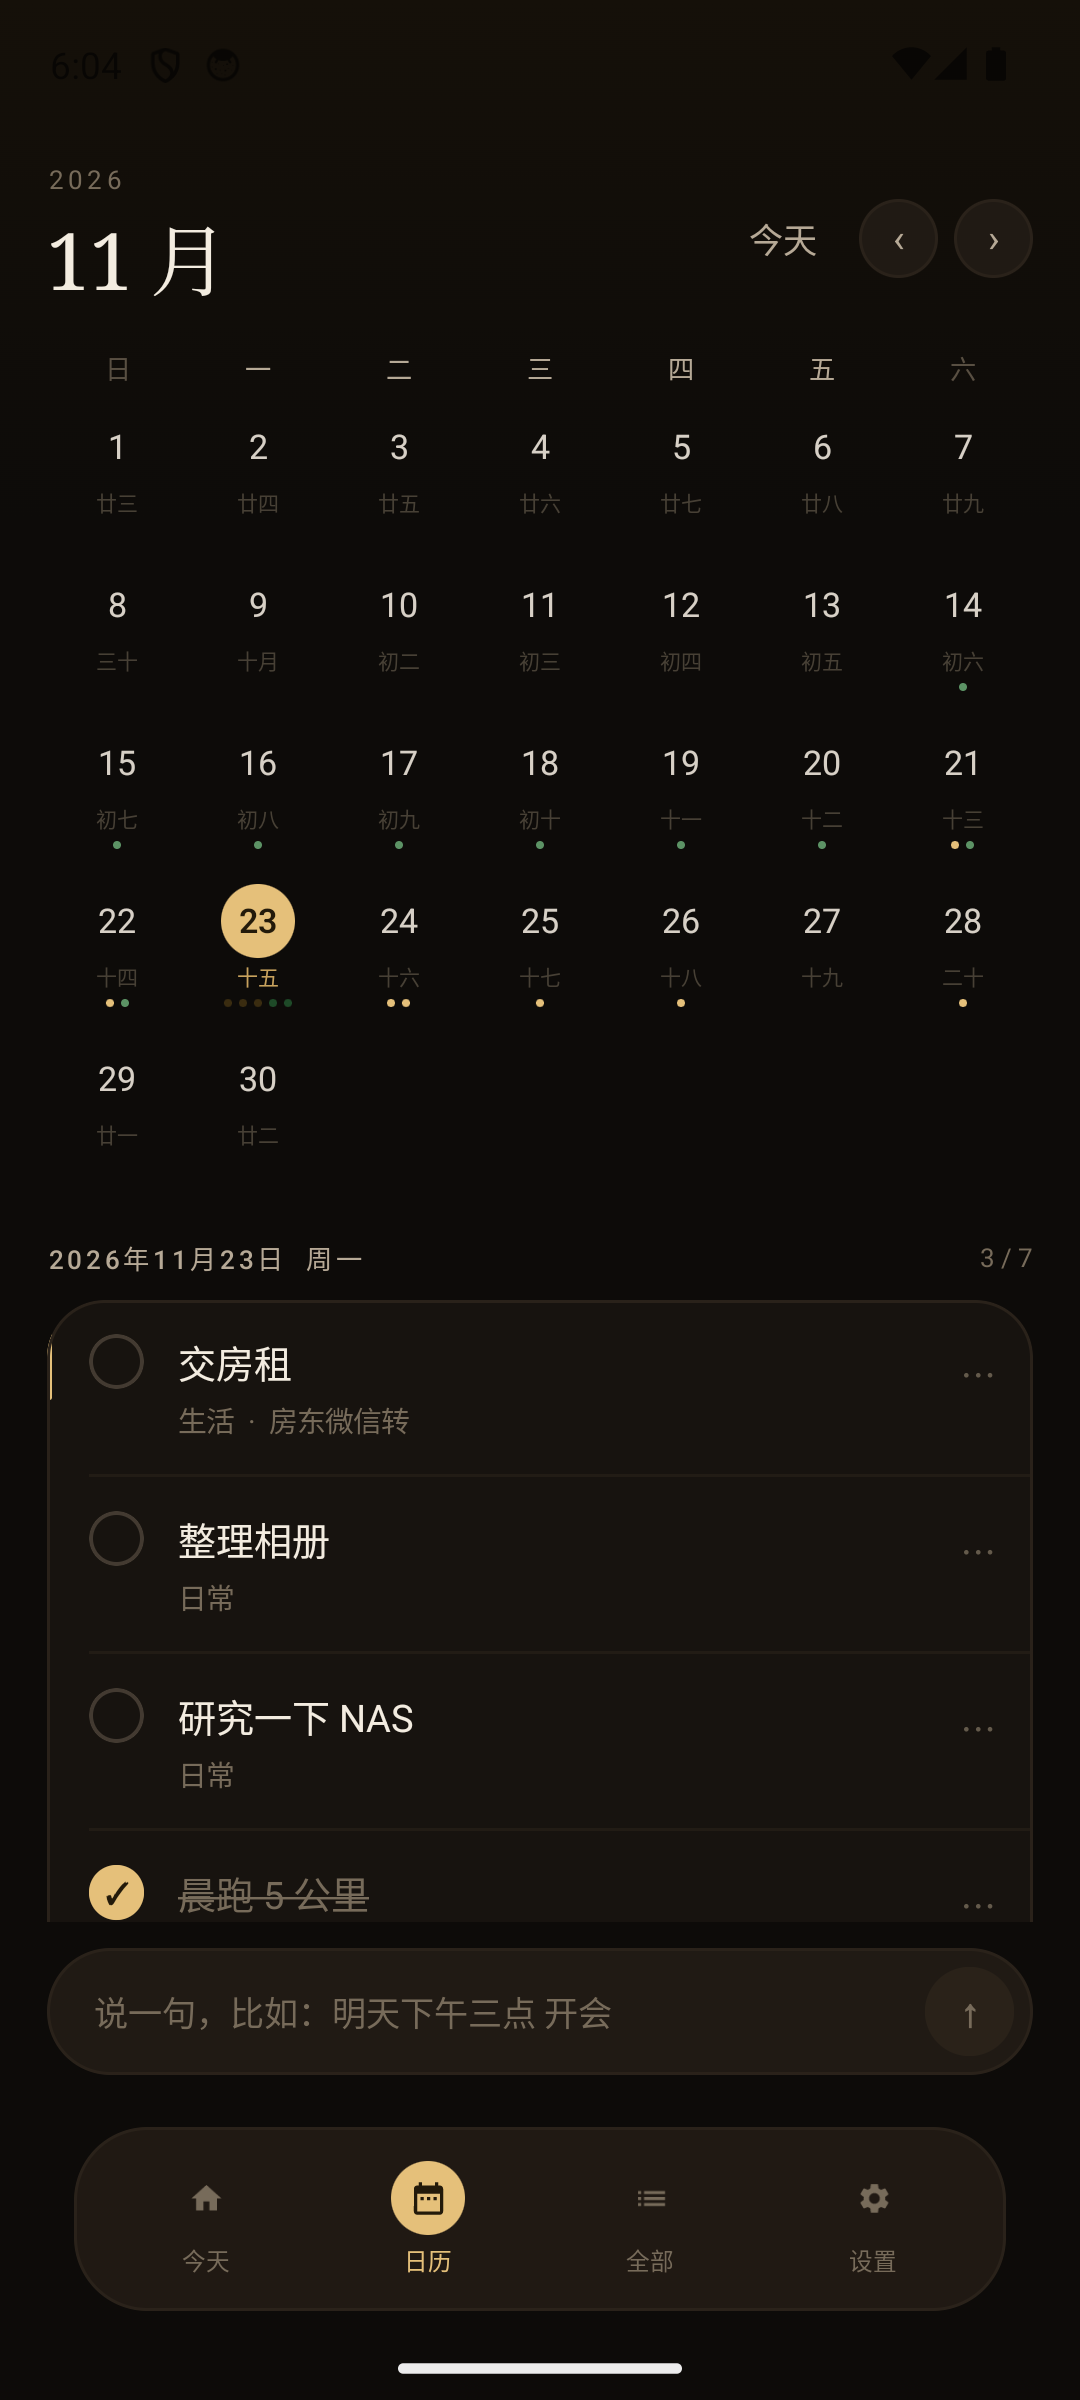 6:04
2026
11 月
今天 ‹ ›
日 一 二 三 四 五 六
1 2 3 4 5 6 7
廿三 廿四 廿五 廿六 廿七 廿八 廿九
8 9 10 11 12 13 14
三十 十月 初二 初三 初四 初五 初六
15 16 17 18 19 20 21
初七 初八 初九 初十 十一 十二 十三
22 23 24 25 26 27 28
十四 十五 十六 十七 十八 十九 二十
29 30
廿一 廿二
2026年11月23日 周一 3 / 7
交房租 ...
生活 · 房东微信转
整理相册 ...
日常
研究一下 NAS ...
日常
晨跑 5 公里 ...
说一句，比如：明天下午三点 开会 ↑
今天 日历 全部 设置